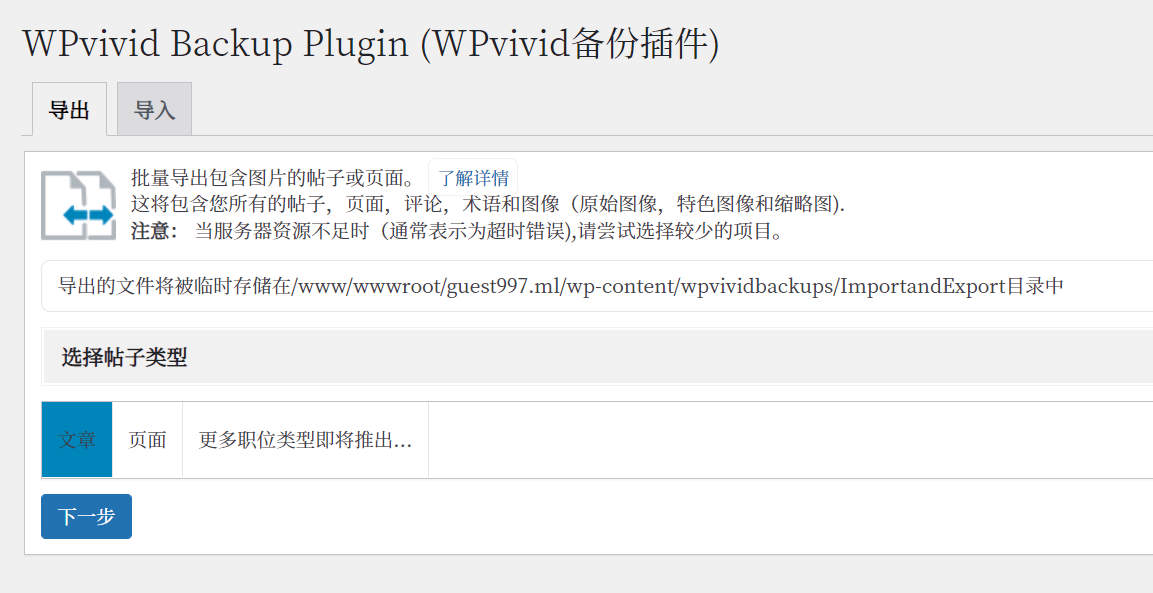 WPvivid Backup Plugin (WPvivid备份插件)
导出 导入
批量导出包含图片的帖子或页面。 了解详情
这将包含您所有的帖子，页面，评论，术语和图像（原始图像，特色图像和缩略图).
注意： 当服务器资源不足时（通常表示为超时错误),请尝试选择较少的项目。
导出的文件将被临时存储在/www/wwwroot/guest997.ml/wp-content/wpvividbackups/ImportandExport目录中
选择帖子类型
文章 页面 更多职位类型即将推出...
下一步